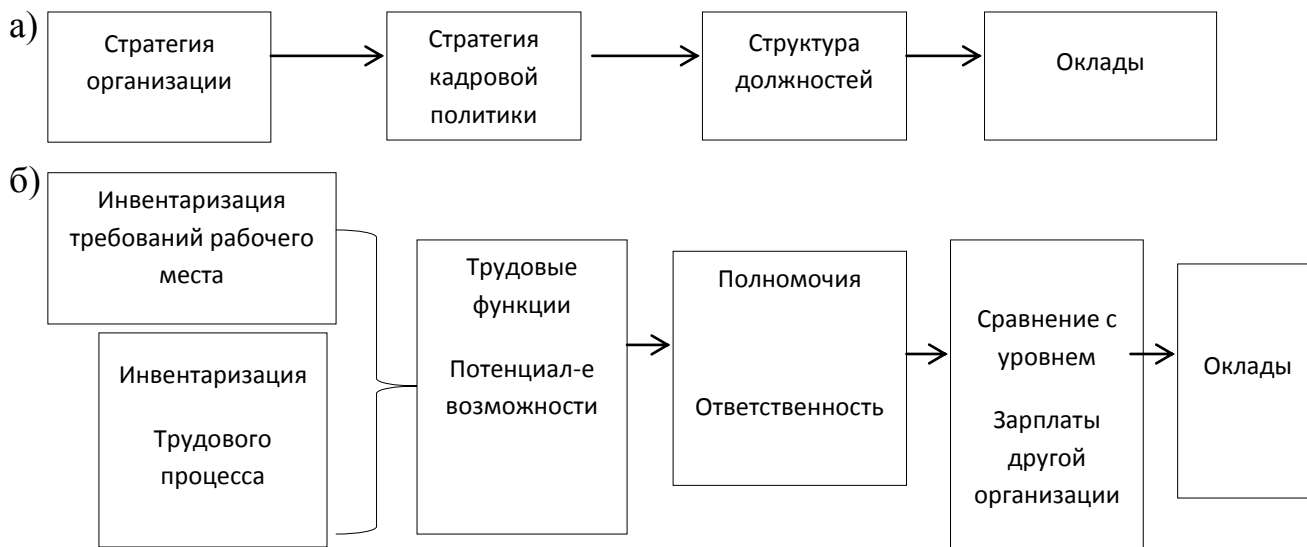 а)
Стратегия
организации
Стратегия
кадровой
политики
Структура
должностей
Оклады
б)
Инвентаризация
требований рабочего
места
Инвентаризация
Трудового
процесса
Трудовые
функции
Потенциал-е
возможности
Полномочия
Ответственность
Сравнение с
уровнем
Зарплаты
другой
организации
Оклады